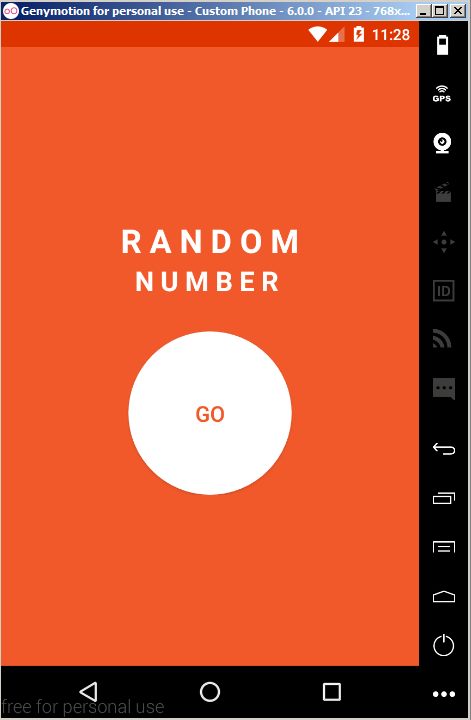 Genymotion for personal use - Custom Phone - 6.0.0 - API 23 - 768x...
11:28
GPS
RANDOM
NUMBER
GO
ID
free for personal use